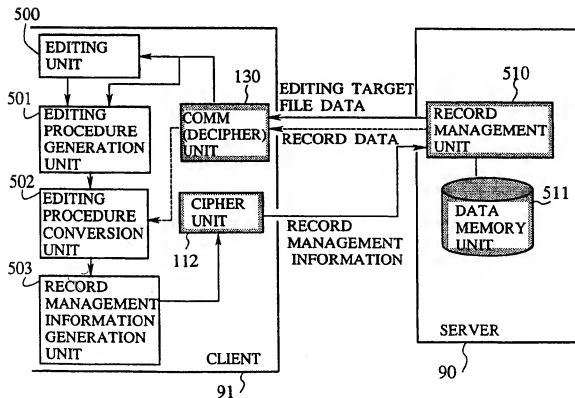 500
EDITING
UNIT
501
EDITING
PROCEDURE
GENERATION
UNIT
502
EDITING
PROCEDURE
CONVERSION
UNIT
503
RECORD
MANAGEMENT
INFORMATION
GENERATION
UNIT
130
COMM
(DECIPHER)
UNIT
CIPHER
UNIT
112
CLIENT
91
EDITING TARGET
FILE DATA
RECORD DATA
RECORD
MANAGEMENT
INFORMATION
510
RECORD
MANAGEMENT
UNIT
511
DATA
MEMORY
UNIT
SERVER
90